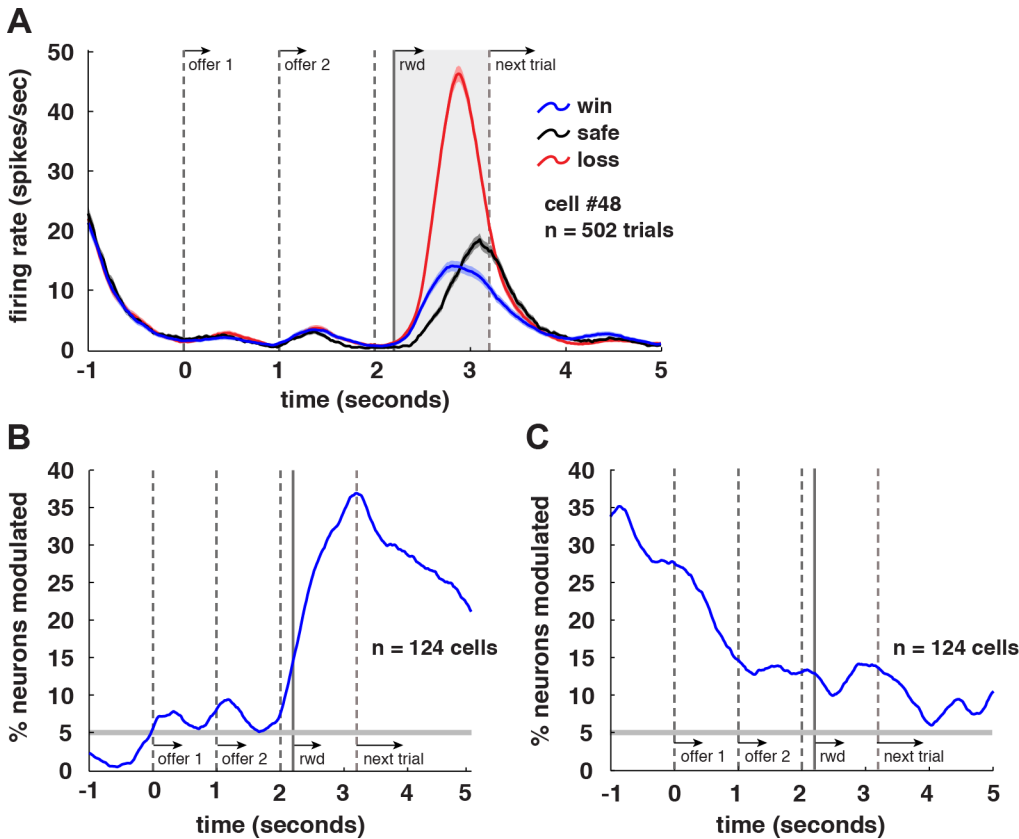 A
firing rate (spikes/sec)
50
40
30
20
10
0
offer 1
offer 2
rwd
next trial
win
safe
loss
cell #48
n = 502 trials
-1
0
1
2
3
4
5
time (seconds)
B
% neurons modulated
40
35
30
25
20
15
10
5
0
n = 124 cells
offer 1
offer 2
rwd
next trial
-1
0
1
2
3
4
5
time (seconds)
C
% neurons modulated
40
35
30
25
20
15
10
5
0
n = 124 cells
offer 1
offer 2
rwd
next trial
-1
0
1
2
3
4
5
time (seconds)